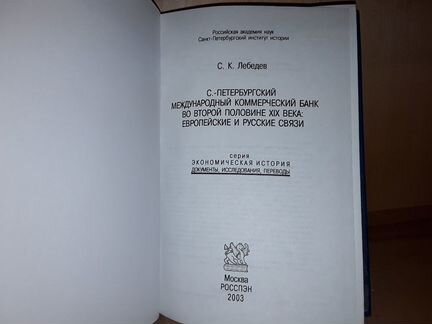 Российская академия наук
Санкт-Петербургский институт истории
С. К. Лебедев
С.-ПЕТЕРБУРГСКИЙ
МЕЖДУНАРОДНЫЙ КОММЕРЧЕСКИЙ БАНК
ВО ВТОРОЙ ПОЛОВИНЕ XIX ВЕКА:
ЕВРОПЕЙСКИЕ И РУССКИЕ СВЯЗИ
серия
ЭКОНОМИЧЕСКАЯ ИСТОРИЯ
ДОКУМЕНТЫ, ИССЛЕДОВАНИЯ, ПЕРЕВОДЫ
Москва
РОССПЭН
2003